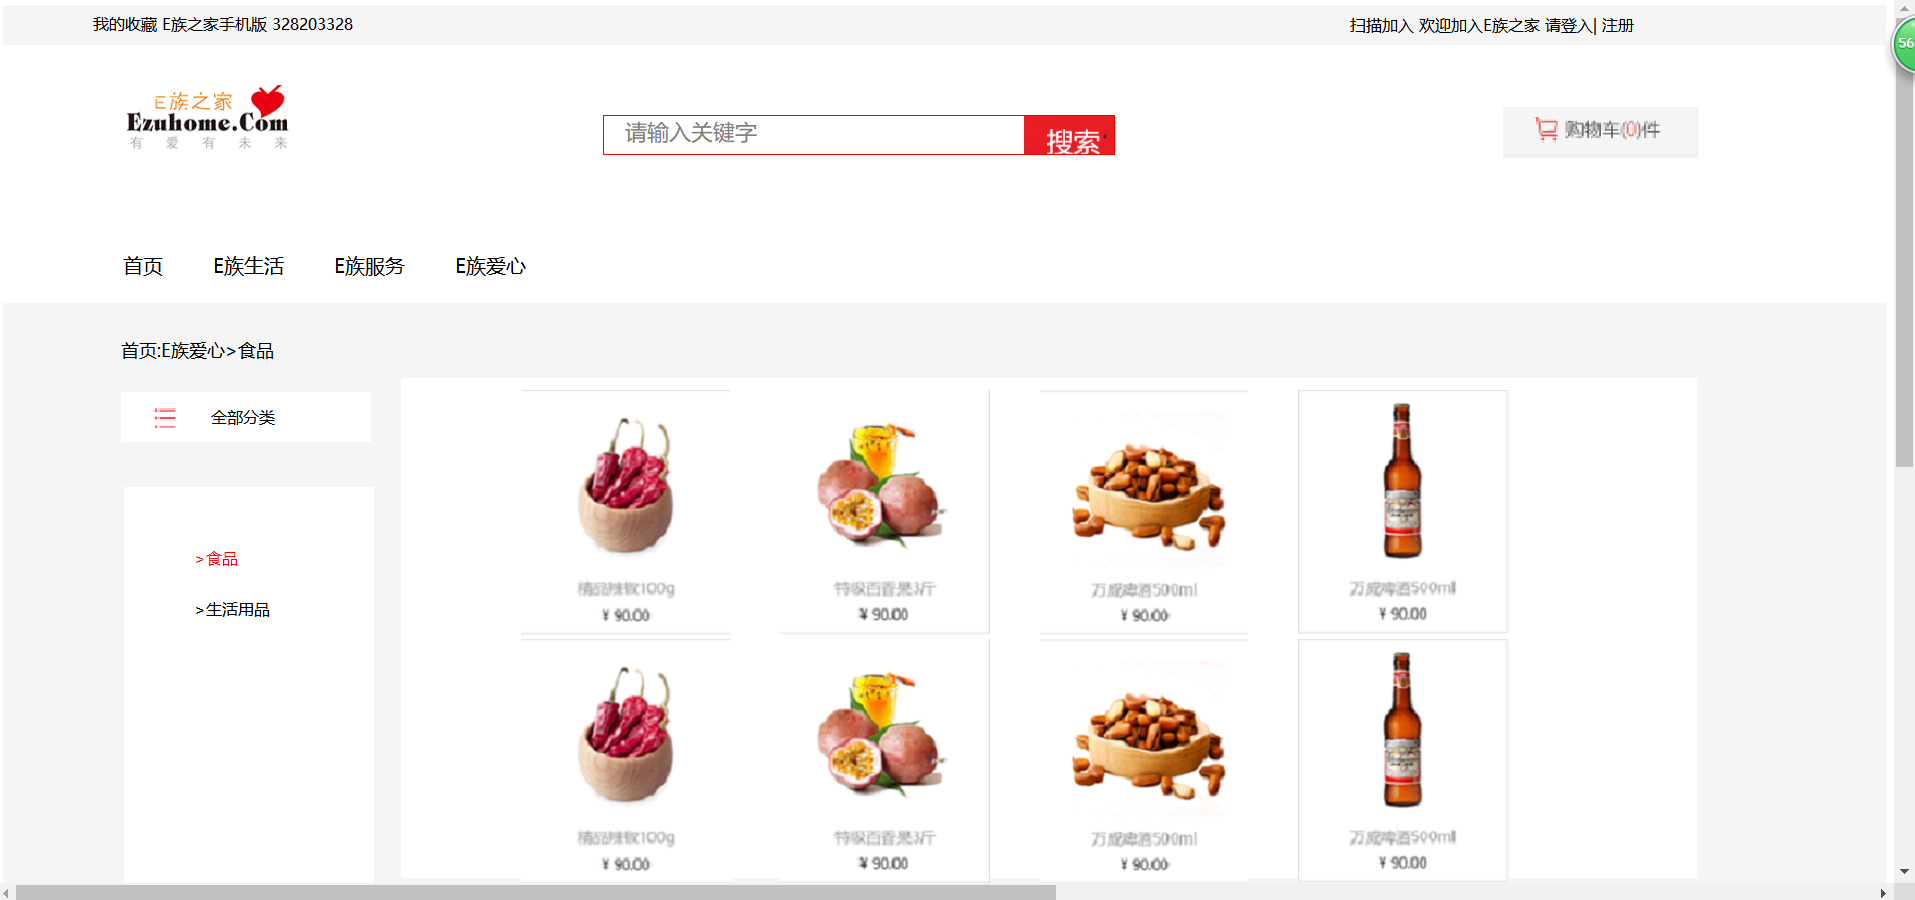 我的收藏 E族之家手机版 328203328
扫描加入 欢迎加入E族之家 请登入| 注册
56
E族之家
Ezuhome.Com
有 爱 有 未 来
请输入关键字
搜索
购物车(0)件
首页 E族生活 E族服务 E族爱心
首页:E族爱心>食品
全部分类
>食品
>生活用品
精品辣椒100g 特级百香果3斤 万威啤酒500ml 万威啤酒500ml
¥ 90.00 ¥ 90.00 ¥ 90.00 ¥ 90.00
精品辣椒100g 特级百香果3斤 万威啤酒500ml 万威啤酒500ml
¥ 90.00 ¥ 90.00 ¥ 90.00 ¥ 90.00